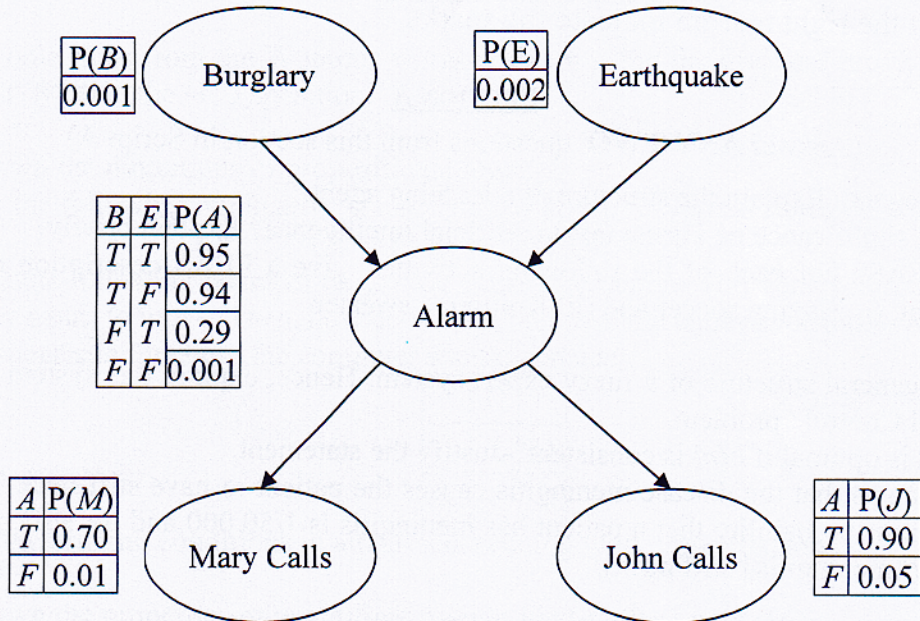 P(B)
0.001
Burglary
P(E)
0.002
Earthquake
B E P(A)
T T 0.95
T F 0.94
F T 0.29
F F 0.001
Alarm
A P(M)
T 0.70
F 0.01
Mary Calls
John Calls
A P(J)
T 0.90
F 0.05